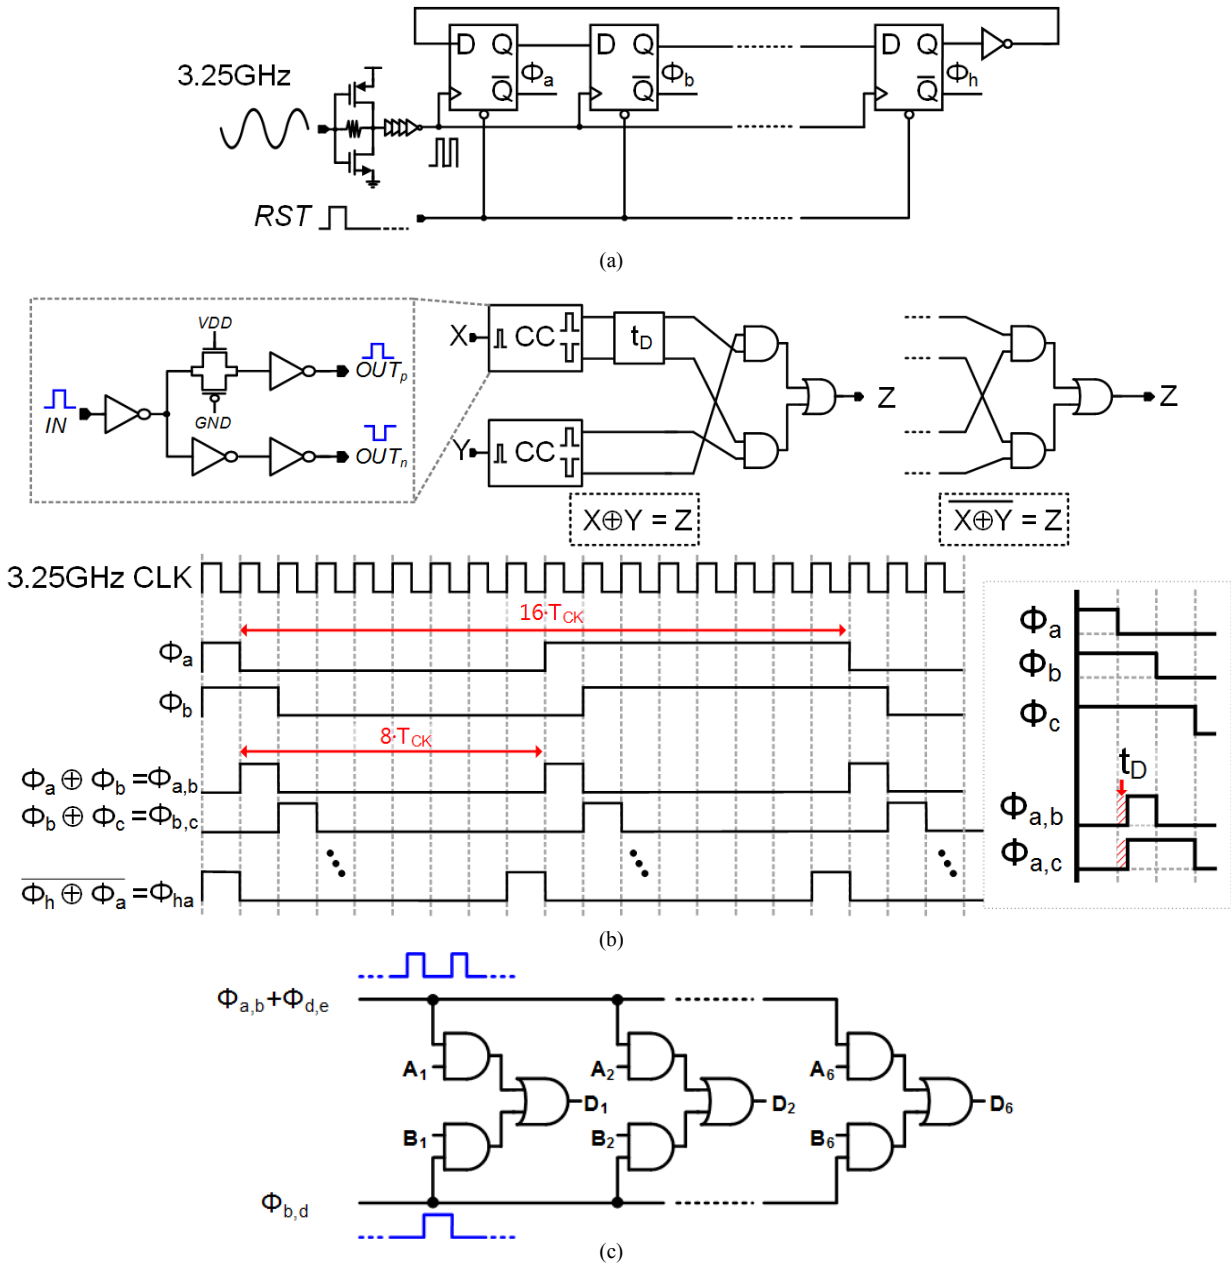 3.25GHz
D Q
Q̅
Φa
D Q
Q̅
Φb
D Q
Q̅
Φh
RST
(a)
VDD
GND
IN
OUTp
OUTn
X
CC
tD
Y
CC
Z
Z
X⊕Y = Z
X̅⊕̅Y̅ = Z
3.25GHz CLK
16·TCK
Φa
Φb
8·TCK
Φa ⊕ Φb =Φa,b
Φb ⊕ Φc =Φb,c
Φ̅h̅ ⊕̅ Φ̅a̅ =Φha
Φa
Φb
Φc
tD
Φa,b
Φa,c
(b)
Φa,b+Φd,e
A1
A2
A6
D1
D2
D6
B1
B2
B6
Φb,d
(c)